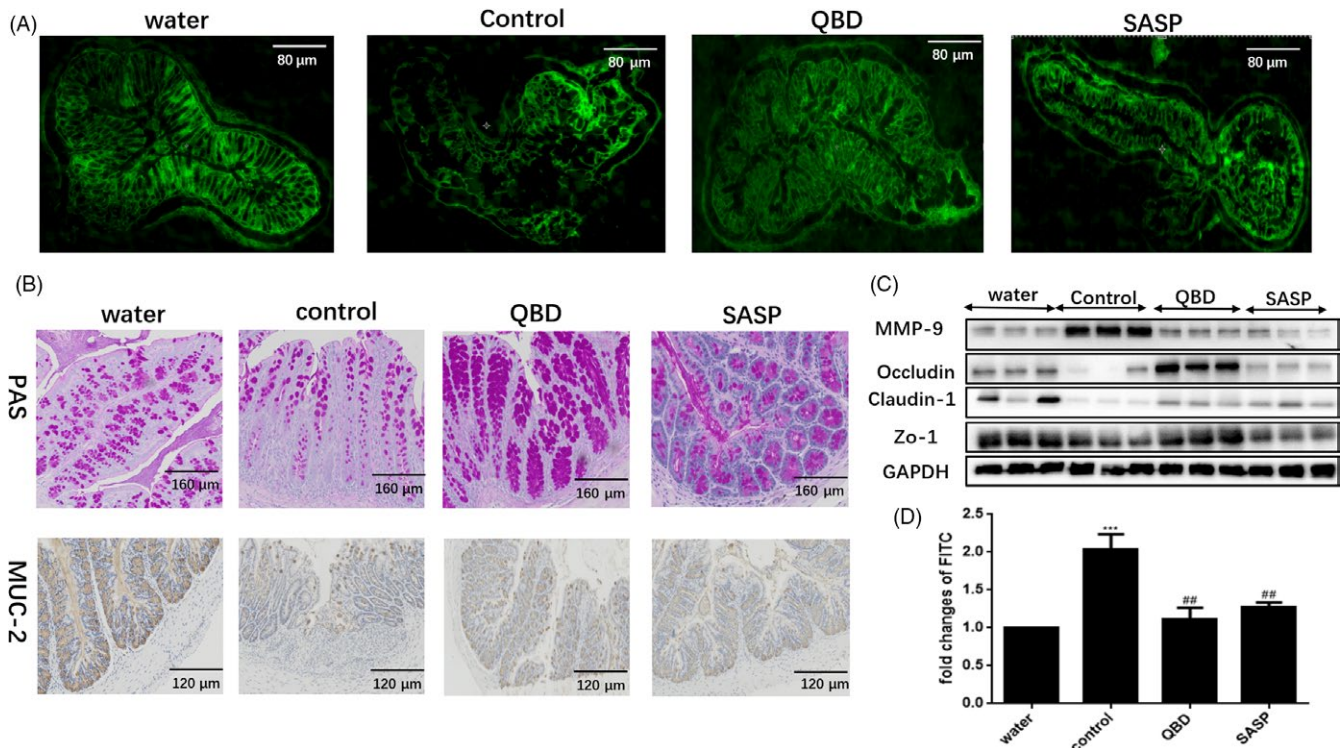 (A)
water Control QBD SASP
80 μm 80 μm 80 μm 80 μm
(B)
water control QBD SASP
PAS
160 μm 160 μm 160 μm 160 μm
MUC-2
120 μm 120 μm 120 μm 120 μm
(C)
water Control QBD SASP
MMP-9
Occludin
Claudin-1
Zo-1
GAPDH
(D)
fold changes of FITC
2.5
2.0
1.5
1.0
0.5
0.0
***
##
##
water control QBD SASP